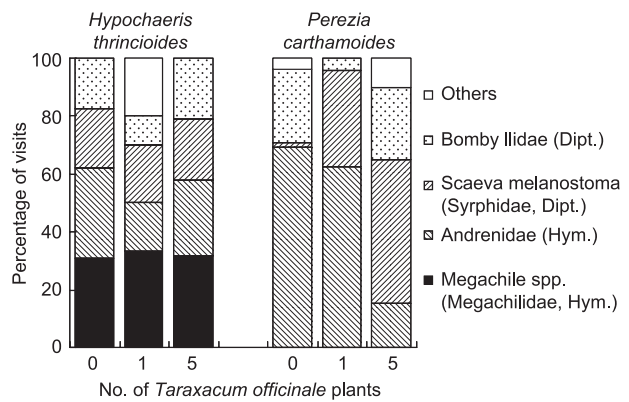 Hypochaeris
thrincioides
Perezia
carthamoides
100
80
60
40
20
0
Percentage of visits
0 1 5 0 1 5
No. of Taraxacum officinale plants
Others
Bomby llidae (Dipt.)
Scaeva melanostoma
(Syrphidae, Dipt.)
Andrenidae (Hym.)
Megachile spp.
(Megachilidae, Hym.)